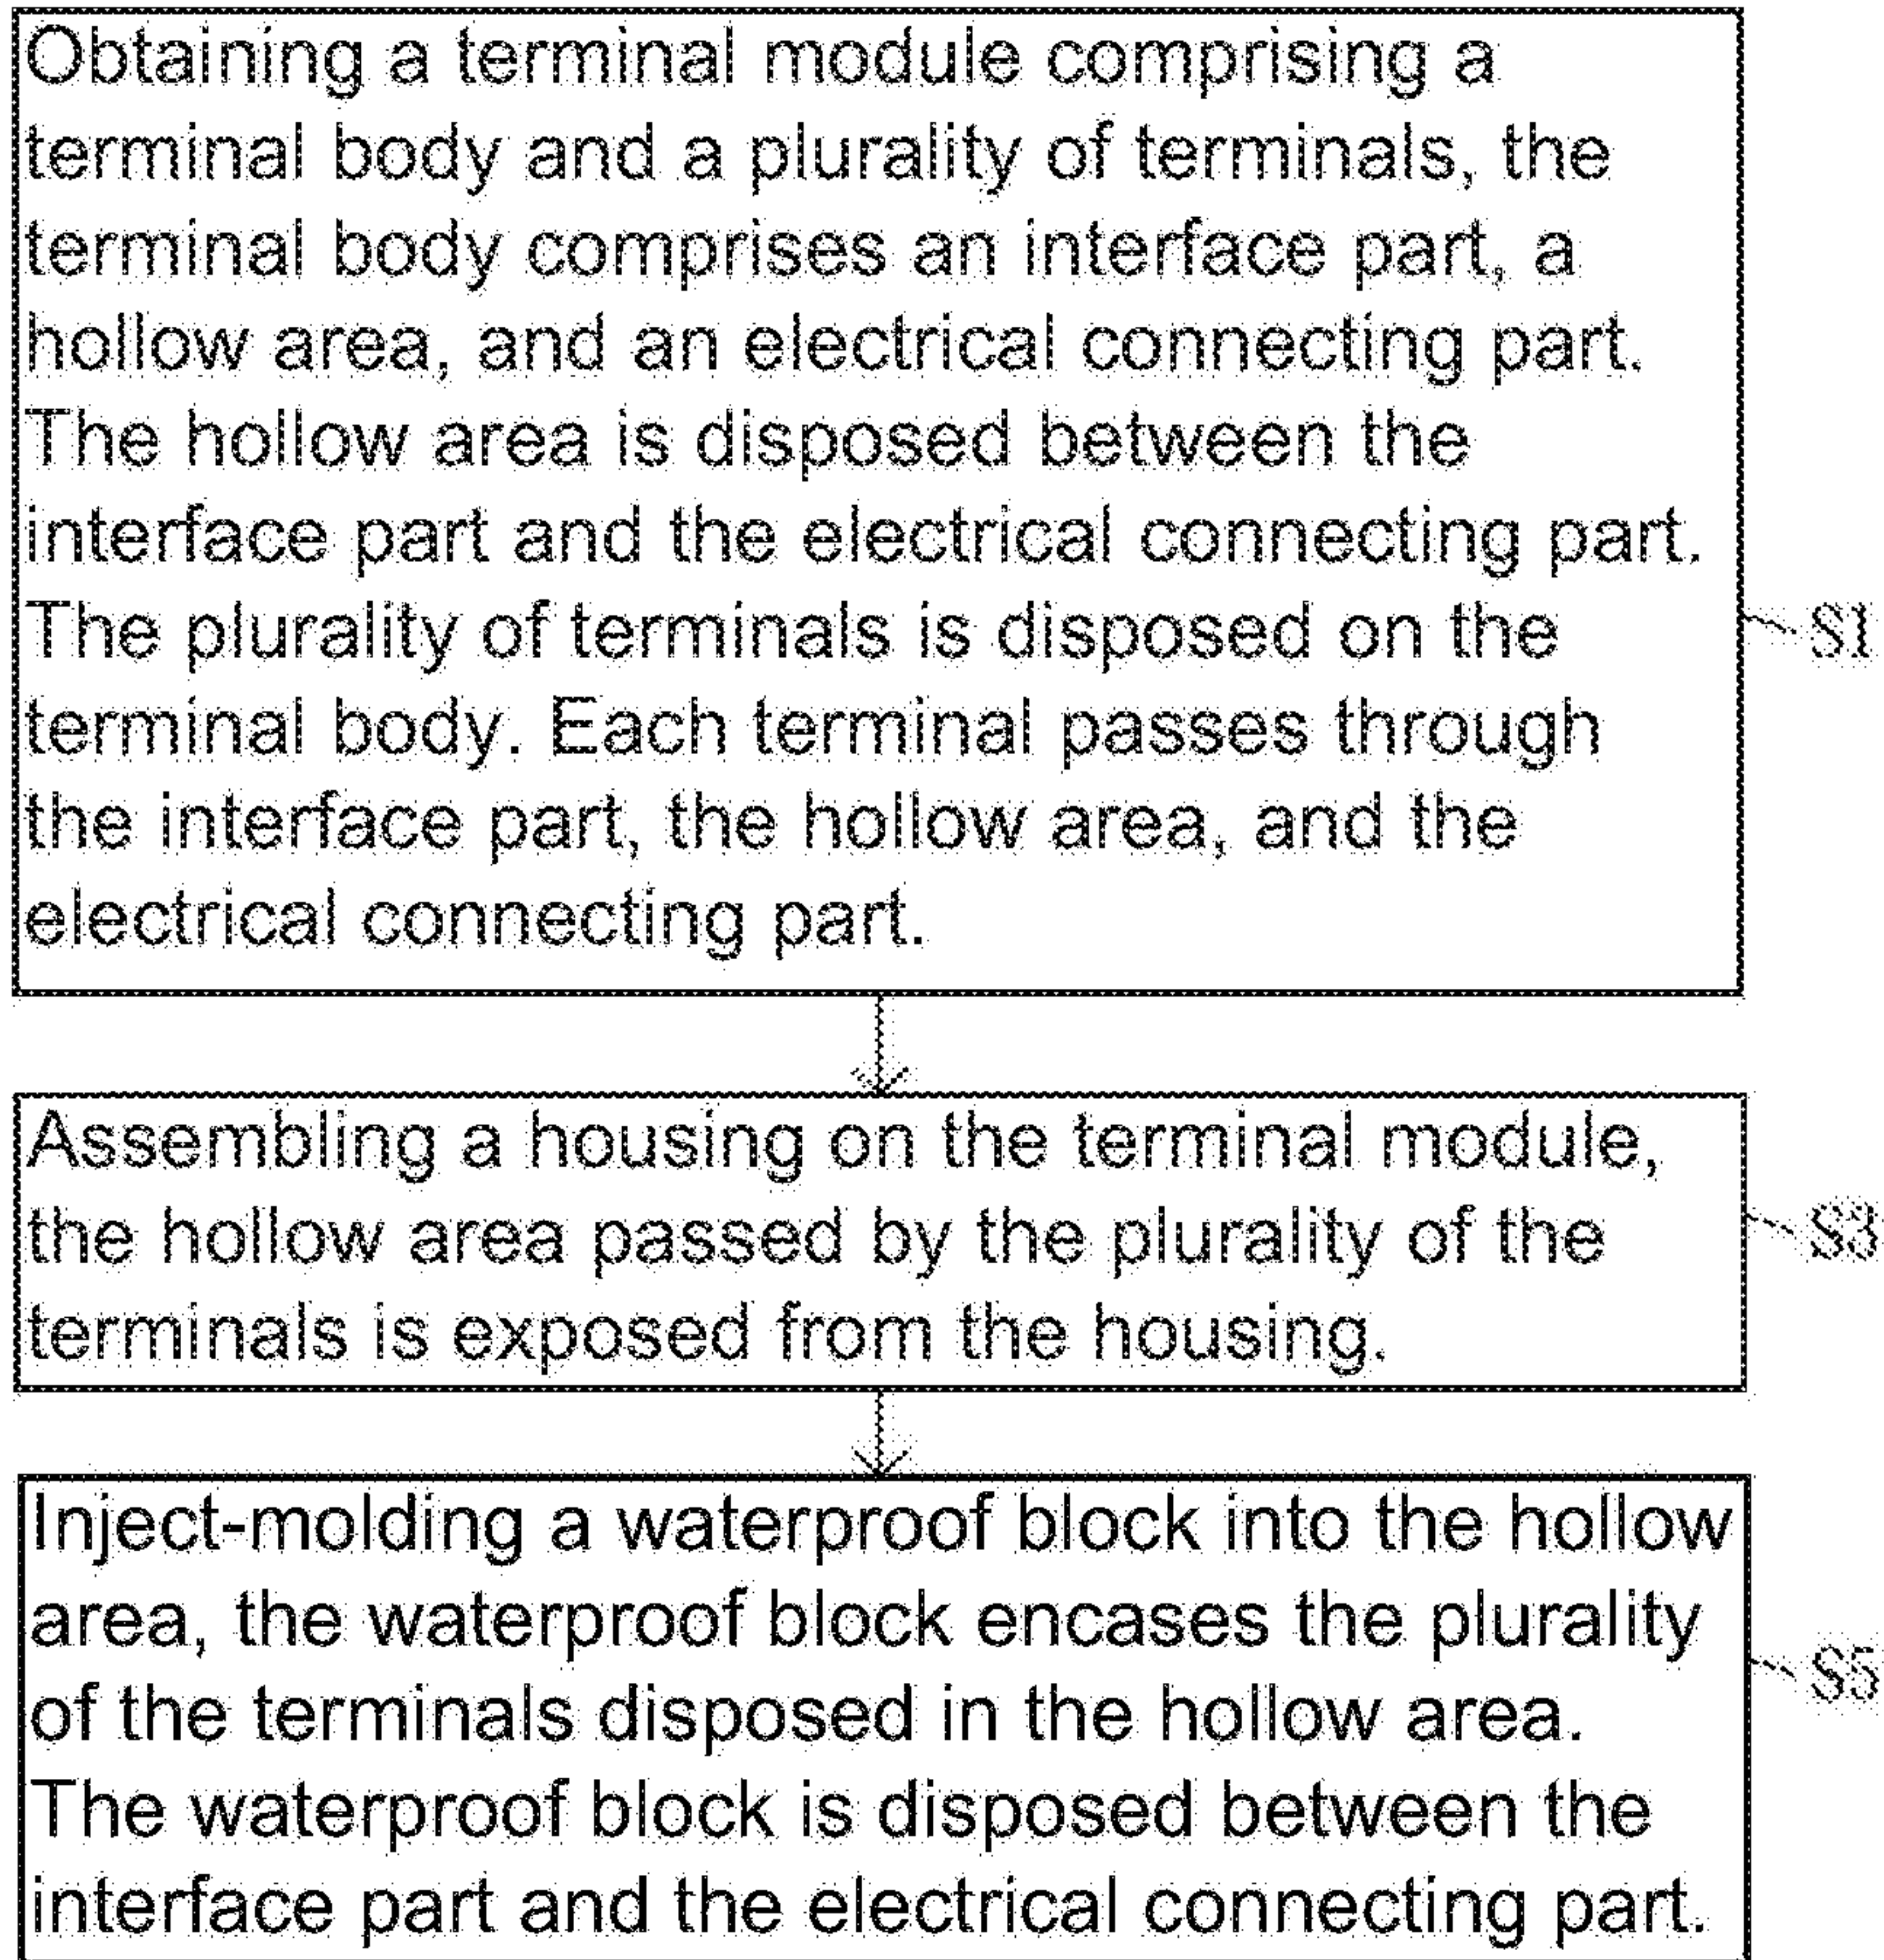 Obtaining a terminal module comprising a
terminal body and a plurality of terminals, the
terminal body comprises an interface part, a
hollow area, and an electrical connecting part.
The hollow area is disposed between the
interface part and the electrical connecting part.
The plurality of terminals is disposed on the
terminal body. Each terminal passes through
the interface part, the hollow area, and the
electrical connecting part.
S1
Assembling a housing on the terminal module,
the hollow area passed by the plurality of the
terminals is exposed from the housing.
S3
Inject-molding a waterproof block into the hollow
area, the waterproof block encases the plurality
of the terminals disposed in the hollow area.
The waterproof block is disposed between the
interface part and the electrical connecting part.
S5